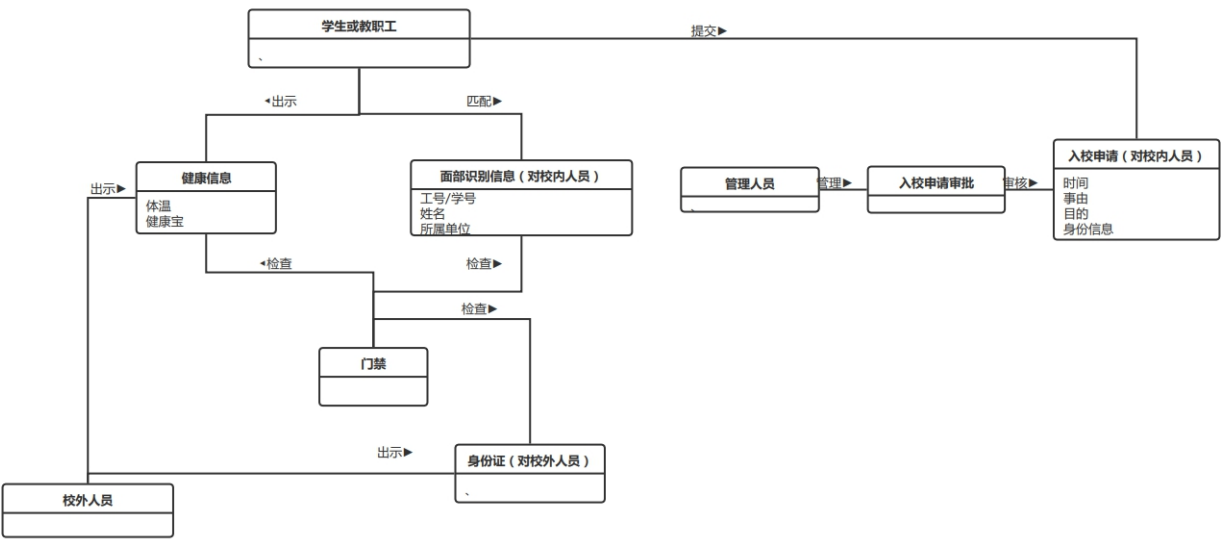 学生或教职工
、
提交▶
◂出示
匹配▶
健康信息
体温
健康宝
面部识别信息（对校内人员）
工号/学号
姓名
所属单位
管理人员
、
管理▶
入校申请审批
审核▶
入校申请（对校内人员）
时间
事由
目的
身份信息
出示▶
◂检查
检查▶
检查▶
门禁
出示▶
身份证（对校外人员）
、
校外人员